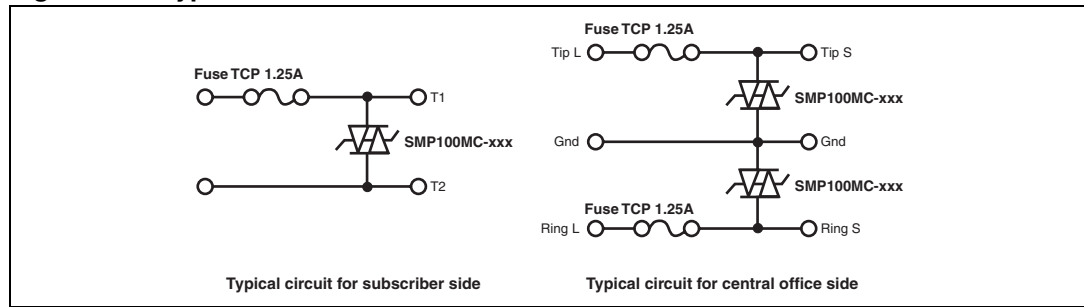 Fuse TCP 1.25A
T1
SMP100MC-xxx
T2
Typical circuit for subscriber side
Fuse TCP 1.25A
Tip L
Tip S
SMP100MC-xxx
Gnd
Gnd
SMP100MC-xxx
Fuse TCP 1.25A
Ring L
Ring S
Typical circuit for central office side